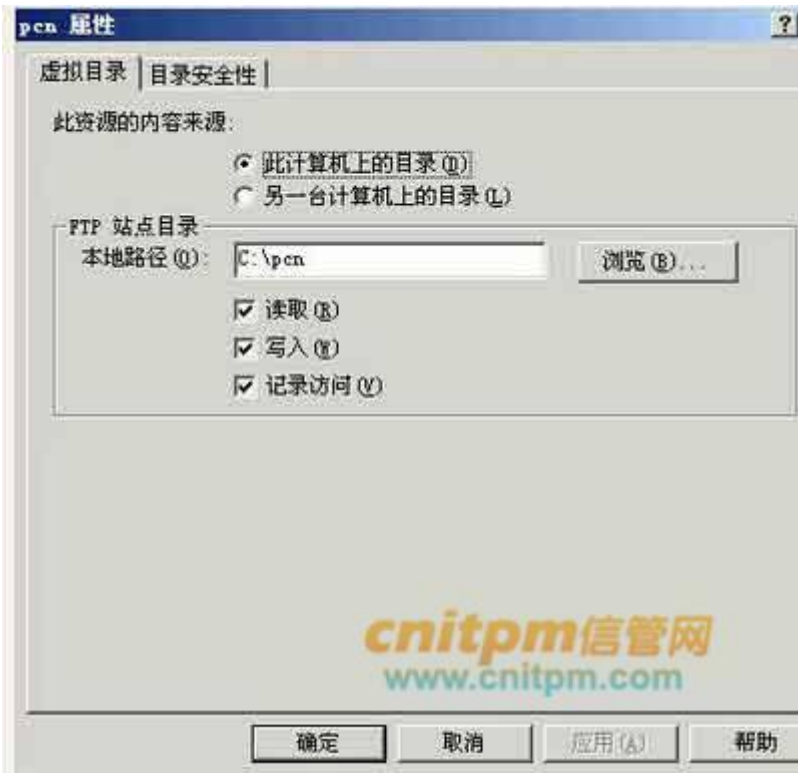 pcn 属性
?
虚拟目录 目录安全性
此资源的内容来源:
此计算机上的目录(D)
另一台计算机上的目录(L)
FTP 站点目录
本地路径(O): C:\pcn 浏览(B)...
读取(R)
写入(W)
记录访问(V)
cnitpm信管网
www.cnitpm.com
确定 取消 应用(A) 帮助